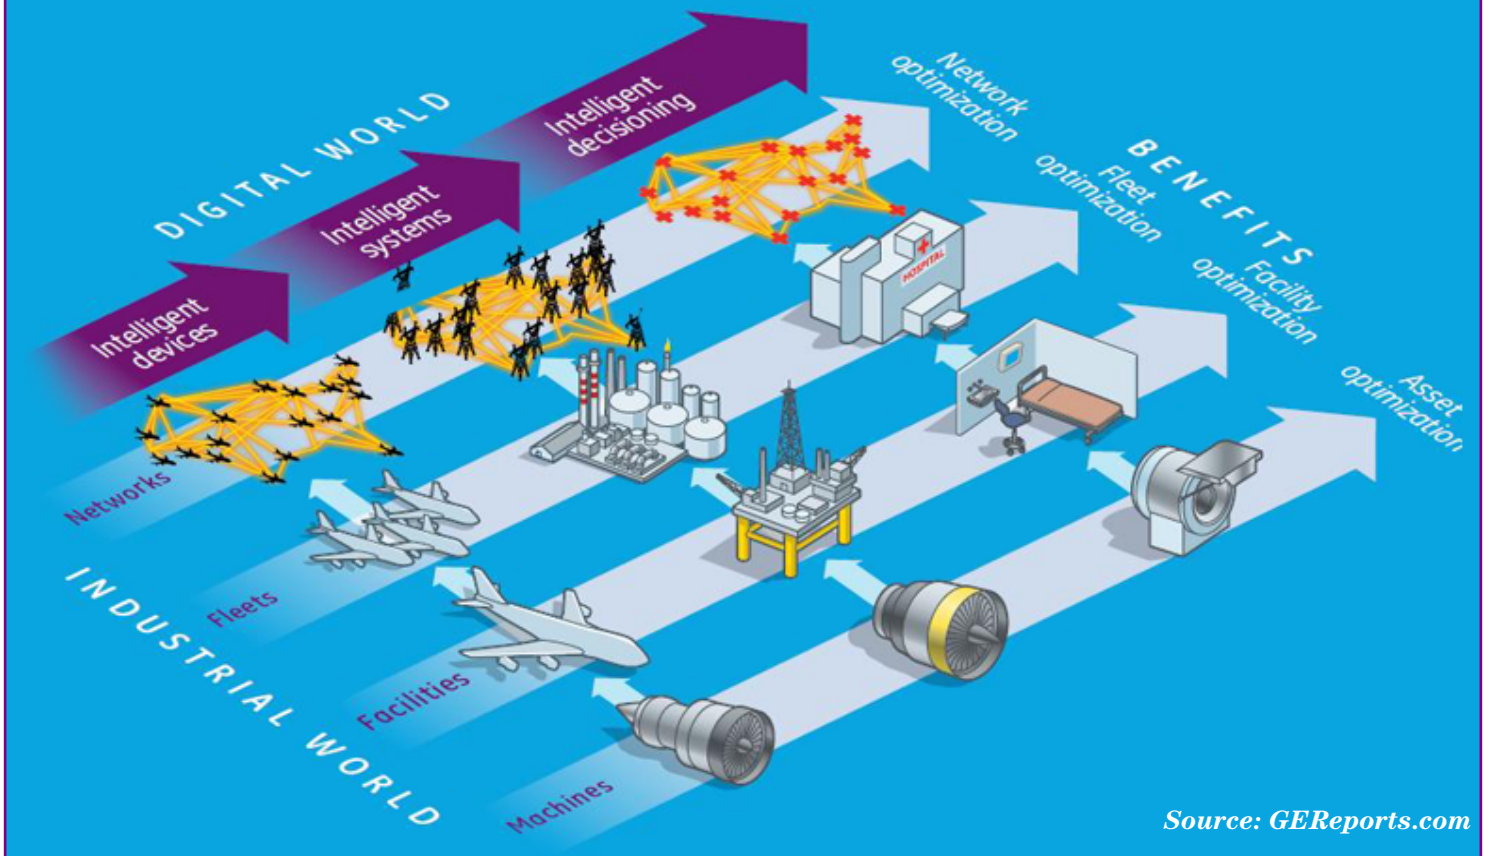 DIGITAL WORLD
Intelligent
devices
Intelligent
systems
Intelligent
decisioning
BENEFITS
Network
optimization
Fleet
optimization
Facility
optimization
Asset
optimization
HOSPITAL
INDUSTRIAL WORLD
Networks
Fleets
Facilities
Machines
Source: GEReports.com